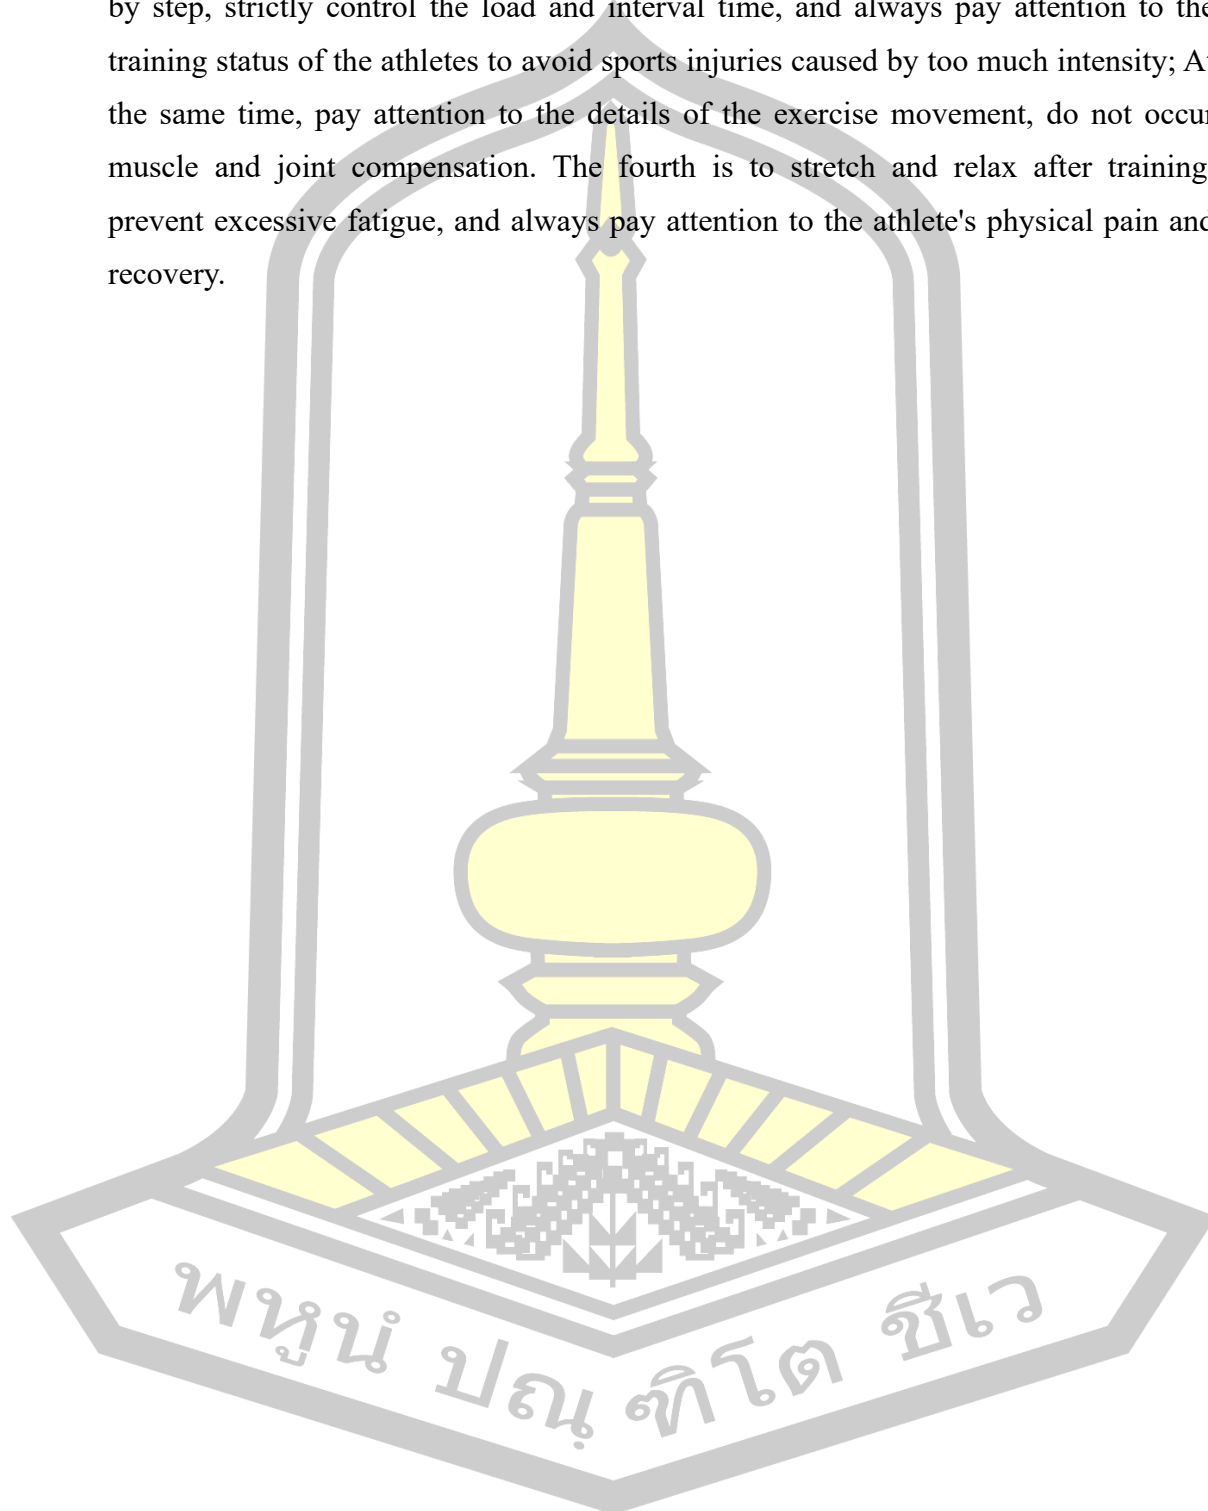 by step, strictly control the load and interval time, and always pay attention to the
training status of the athletes to avoid sports injuries caused by too much intensity; At
the same time, pay attention to the details of the exercise movement, do not occur
muscle and joint compensation. The fourth is to stretch and relax after training
prevent excessive fatigue, and always pay attention to the athlete's physical pain and
recovery.
พหูนํ ปณฺฑิโต ชีเว